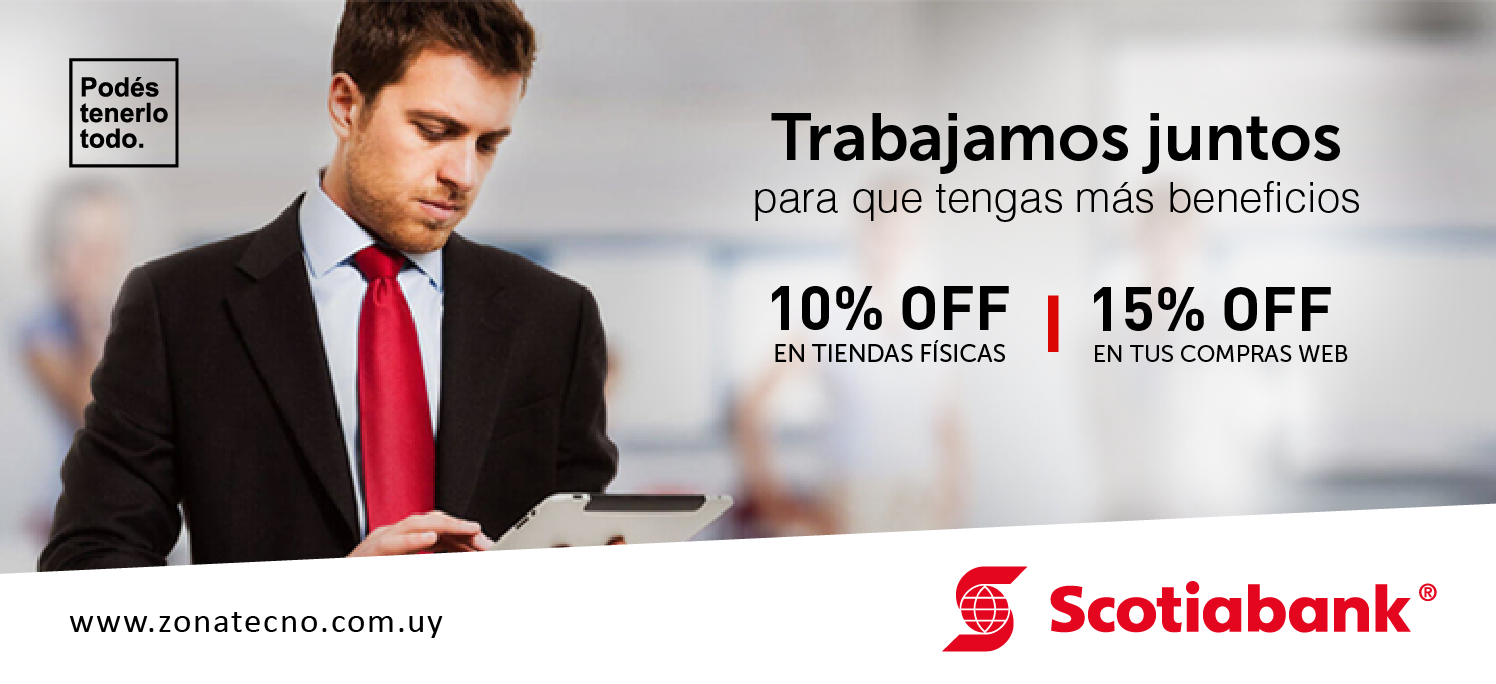 Podés
tenerlo
todo.
Trabajamos juntos
para que tengas más beneficios
10% OFF
EN TIENDAS FÍSICAS
15% OFF
EN TUS COMPRAS WEB
www.zonatecno.com.uy
Scotiabank®